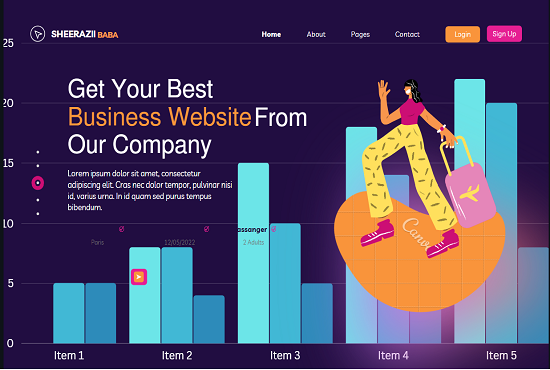 SHEERAZII BABA
Home About Pages Contact Login Sign Up
25
Get Your Best
20
Business Website From
Our Company
15
Lorem ipsum dolor sit amet, consectetur
adipiscing elit. Cras nec dolor tempor, pulvinar nisi
id, varius urna. In id quam sed purus tempus
bibendum.
10
assanger
Paris 12/05/2022 2 Adults
5
0
Item 1 Item 2 Item 3 Item 4 Item 5